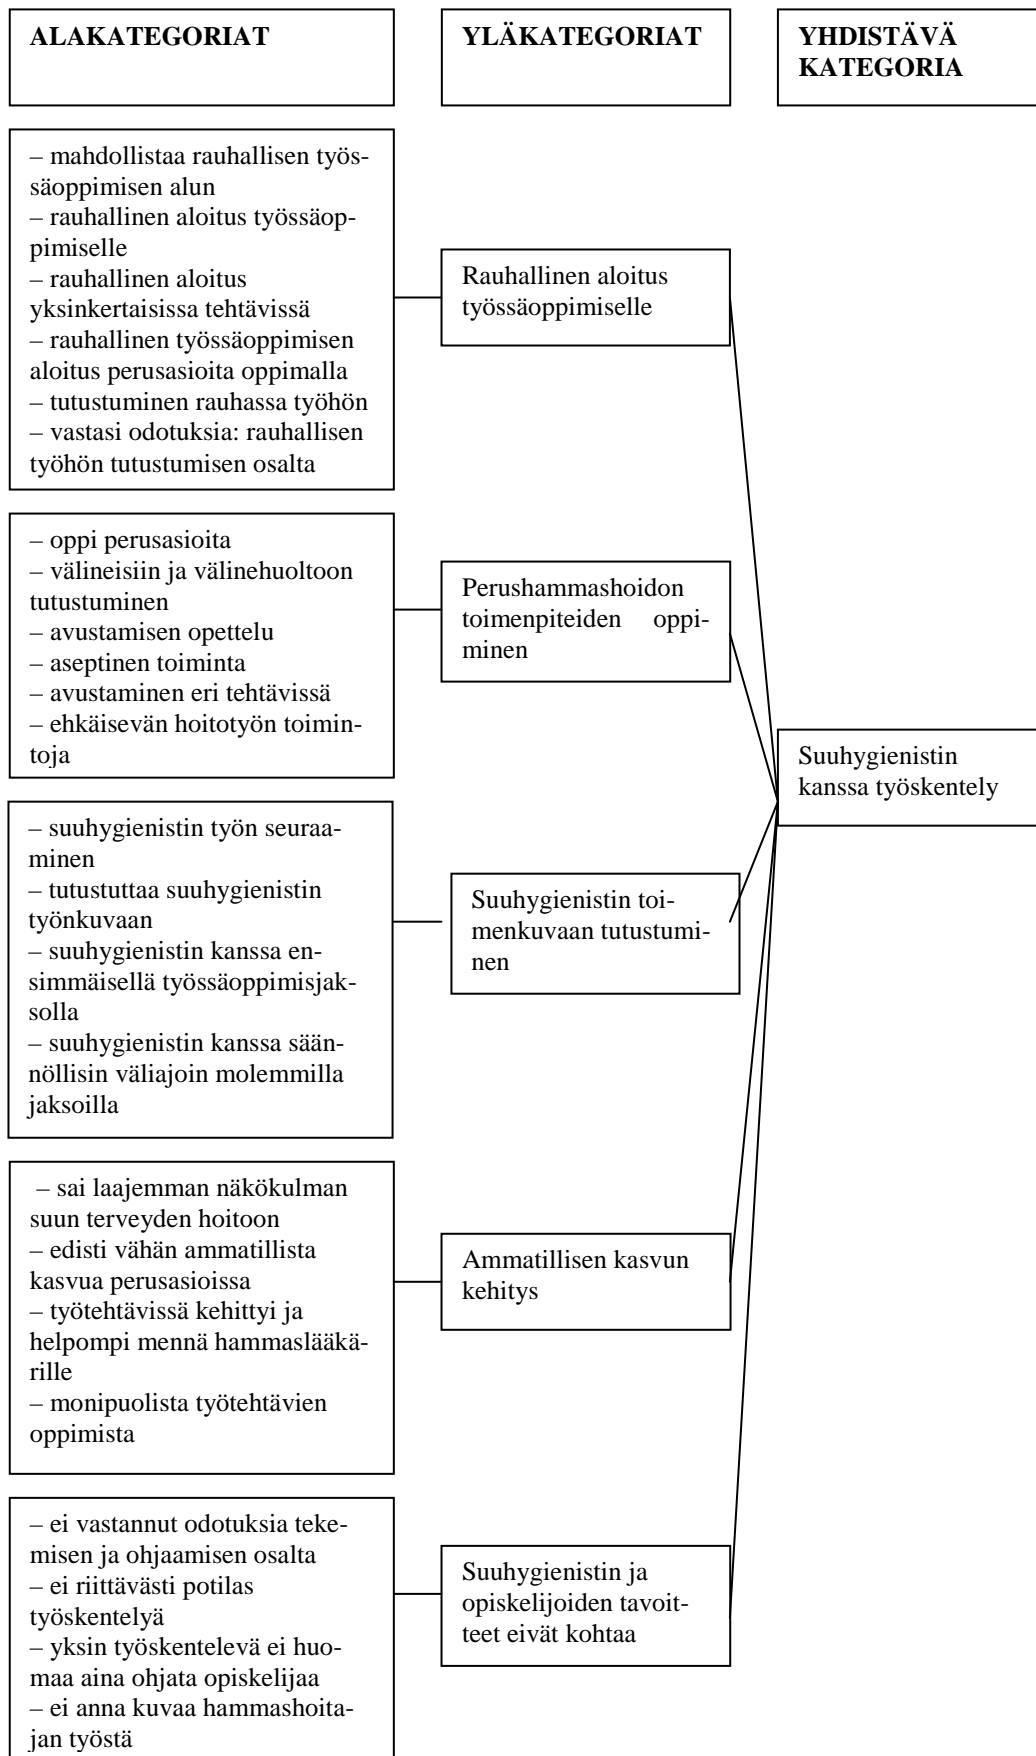 ALAKATEGORIAT
YLÄKATEGORIAT
YHDISTÄVÄ
KATEGORIA
– mahdollistaa rauhallisen työs-
säoppimisen alun
– rauhallinen aloitus työssäop-
pimiselle
– rauhallinen aloitus
yksinkertaisissa tehtävissä
– rauhallinen työssäoppimisen
aloitus perusasioita oppimalla
– tutustuminen rauhassa työhön
– vastasi odotuksia: rauhallisen
työhön tutustumisen osalta
Rauhallinen aloitus
työssäoppimiselle
– oppi perusasioita
– välineisiin ja välinehuoltoon
tutustuminen
– avustamisen opettelu
– aseptinen toiminta
– avustaminen eri tehtävissä
– ehkäisevän hoitotyön toimin-
toja
Perushammashoidon
toimenpiteiden oppi-
minen
Suuhygienistin
kanssa työskentely
– suuhygienistin työn seuraa-
minen
– tutustuttaa suuhygienistin
työnkuvaan
– suuhygienistin kanssa en-
simmäisellä työssäoppimisjak-
solla
– suuhygienistin kanssa sään-
nöllisin väliajoin molemmilla
jaksoilla
Suuhygienistin toi-
menkuvaan tutustumi-
nen
– sai laajemman näkökulman
suun terveyden hoitoon
– edisti vähän ammatillista
kasvua perusasioissa
– työtehtävissä kehittyi ja
helpompi mennä hammaslääkä-
rille
– monipuolista työtehtävien
oppimista
Ammatillisen kasvun
kehitys
– ei vastannut odotuksia teke-
misen ja ohjaamisen osalta
– ei riittävästi potilas
työskentelyä
– yksin työskentelevä ei huo-
maa aina ohjata opiskelijaa
– ei anna kuvaa hammashoita-
jan työstä
Suuhygienistin ja
opiskelijoiden tavoit-
teet eivät kohtaa